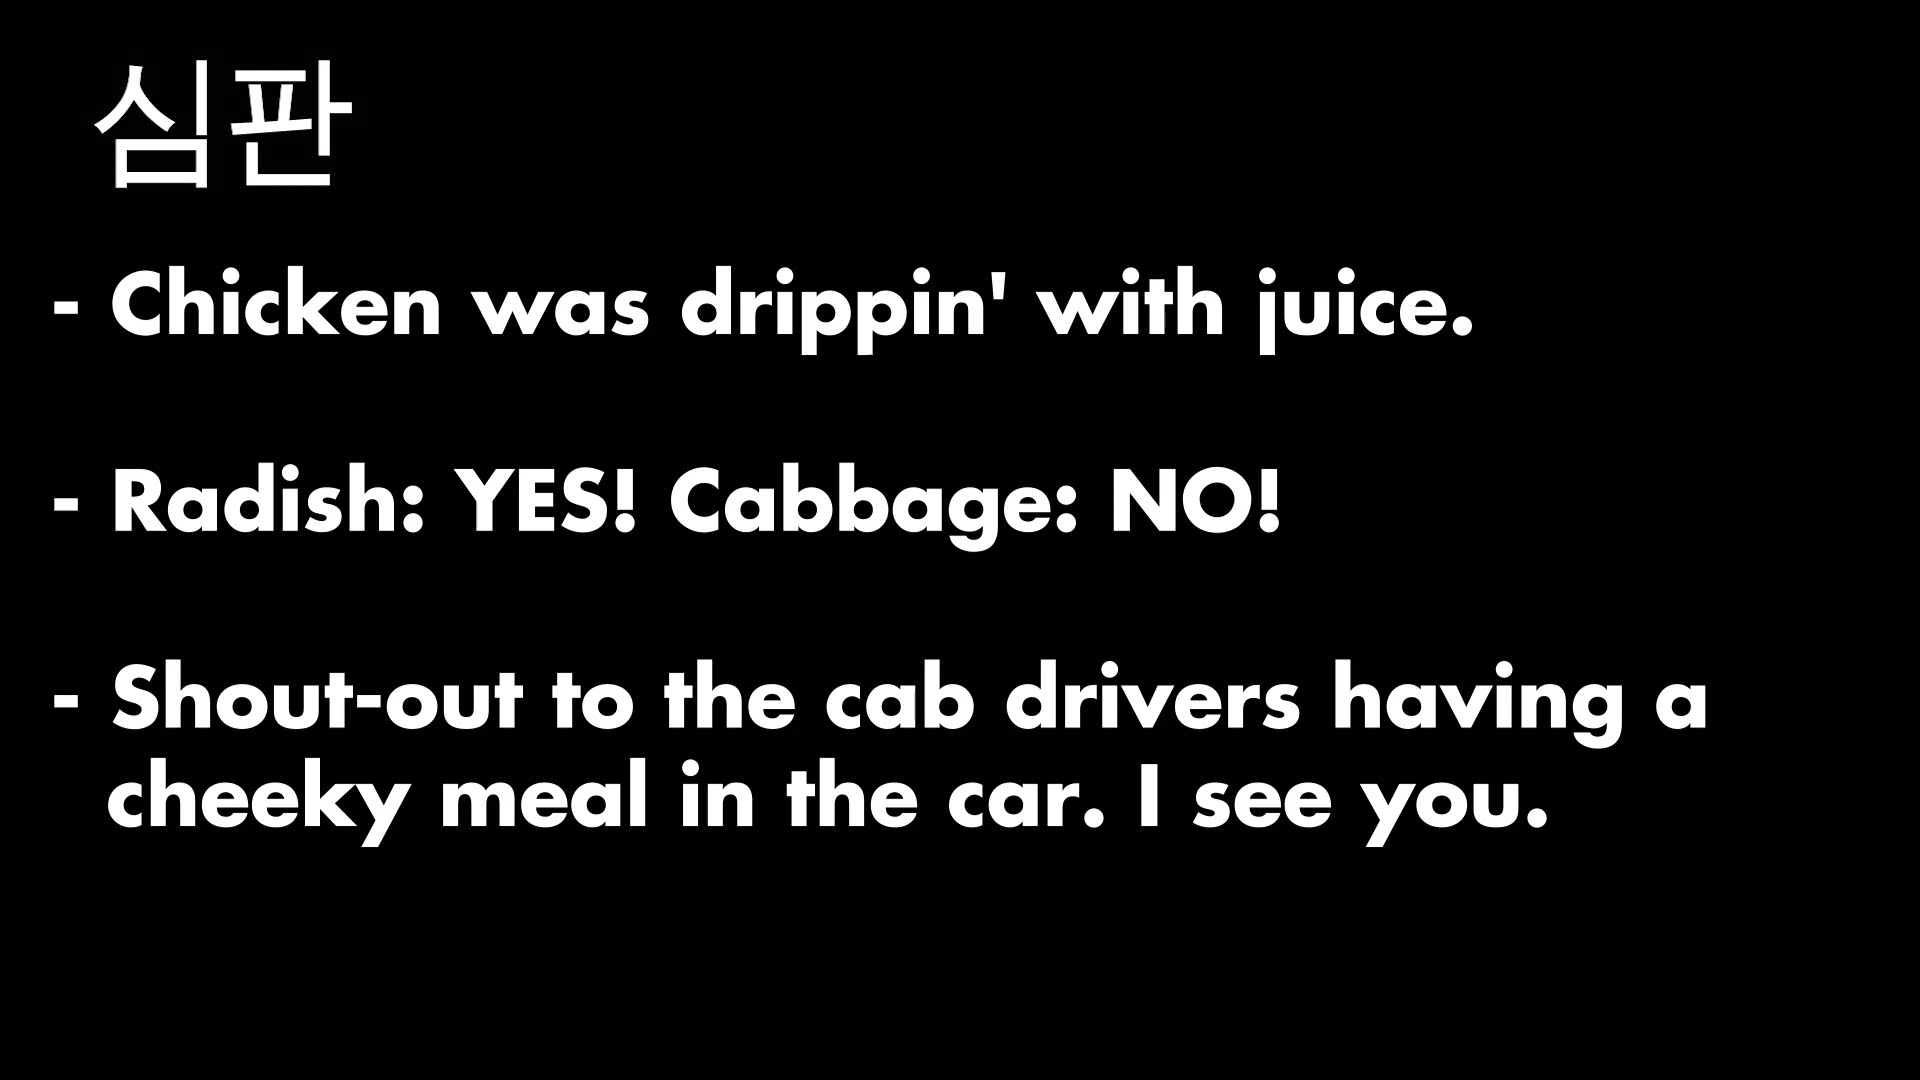 심판
- Chicken was drippin' with juice.
- Radish: YES! Cabbage: NO!
- Shout-out to the cab drivers having a
cheeky meal in the car. I see you.